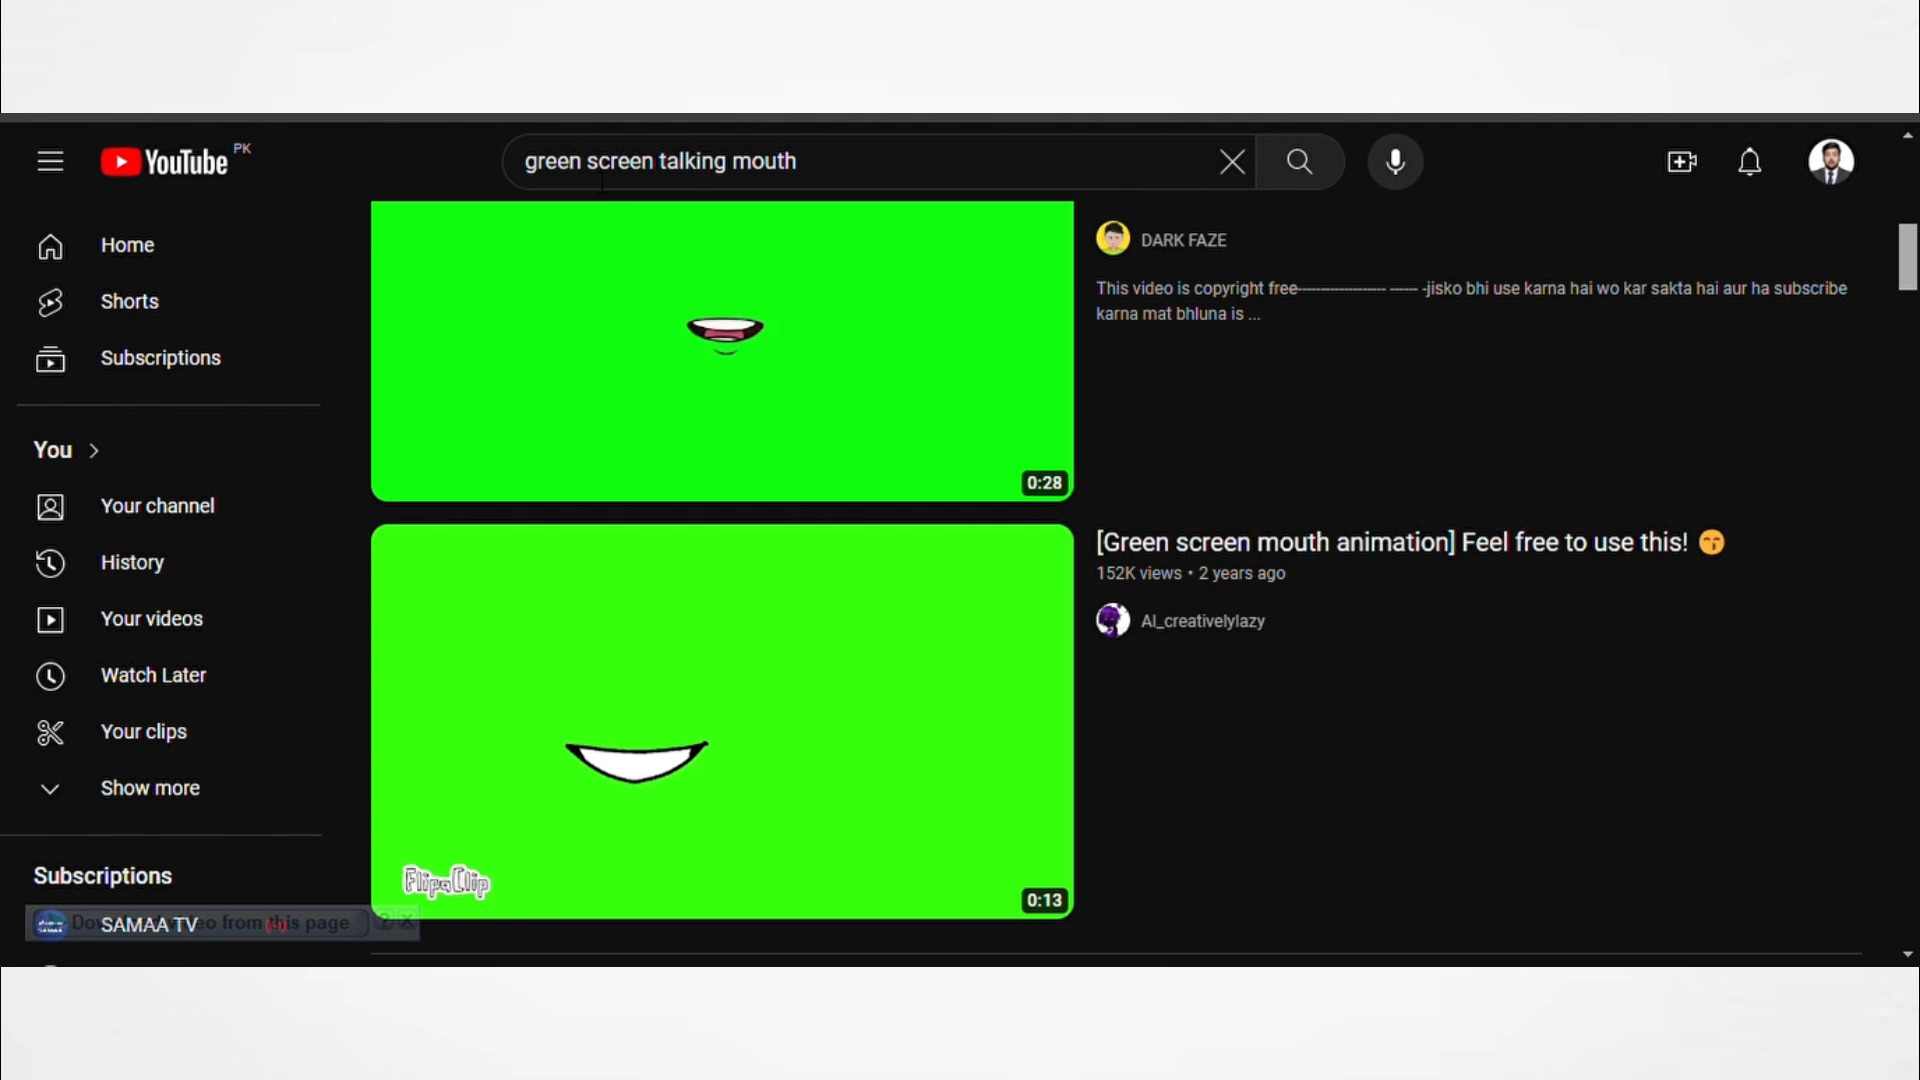 YouTube PK
green screen talking mouth
Home
Shorts
Subscriptions
You
Your channel
History
Your videos
Watch Later
Your clips
Show more
Subscriptions
SAMAA TV
from this page
0:28
DARK FAZE
This video is copyright free------------------- ------ -jisko bhi use karna hai wo kar sakta hai aur ha subscribe
karna mat bhluna is ...
FlipaClip
0:13
[Green screen mouth animation] Feel free to use this! 😙
152K views • 2 years ago
Al_creativelylazy